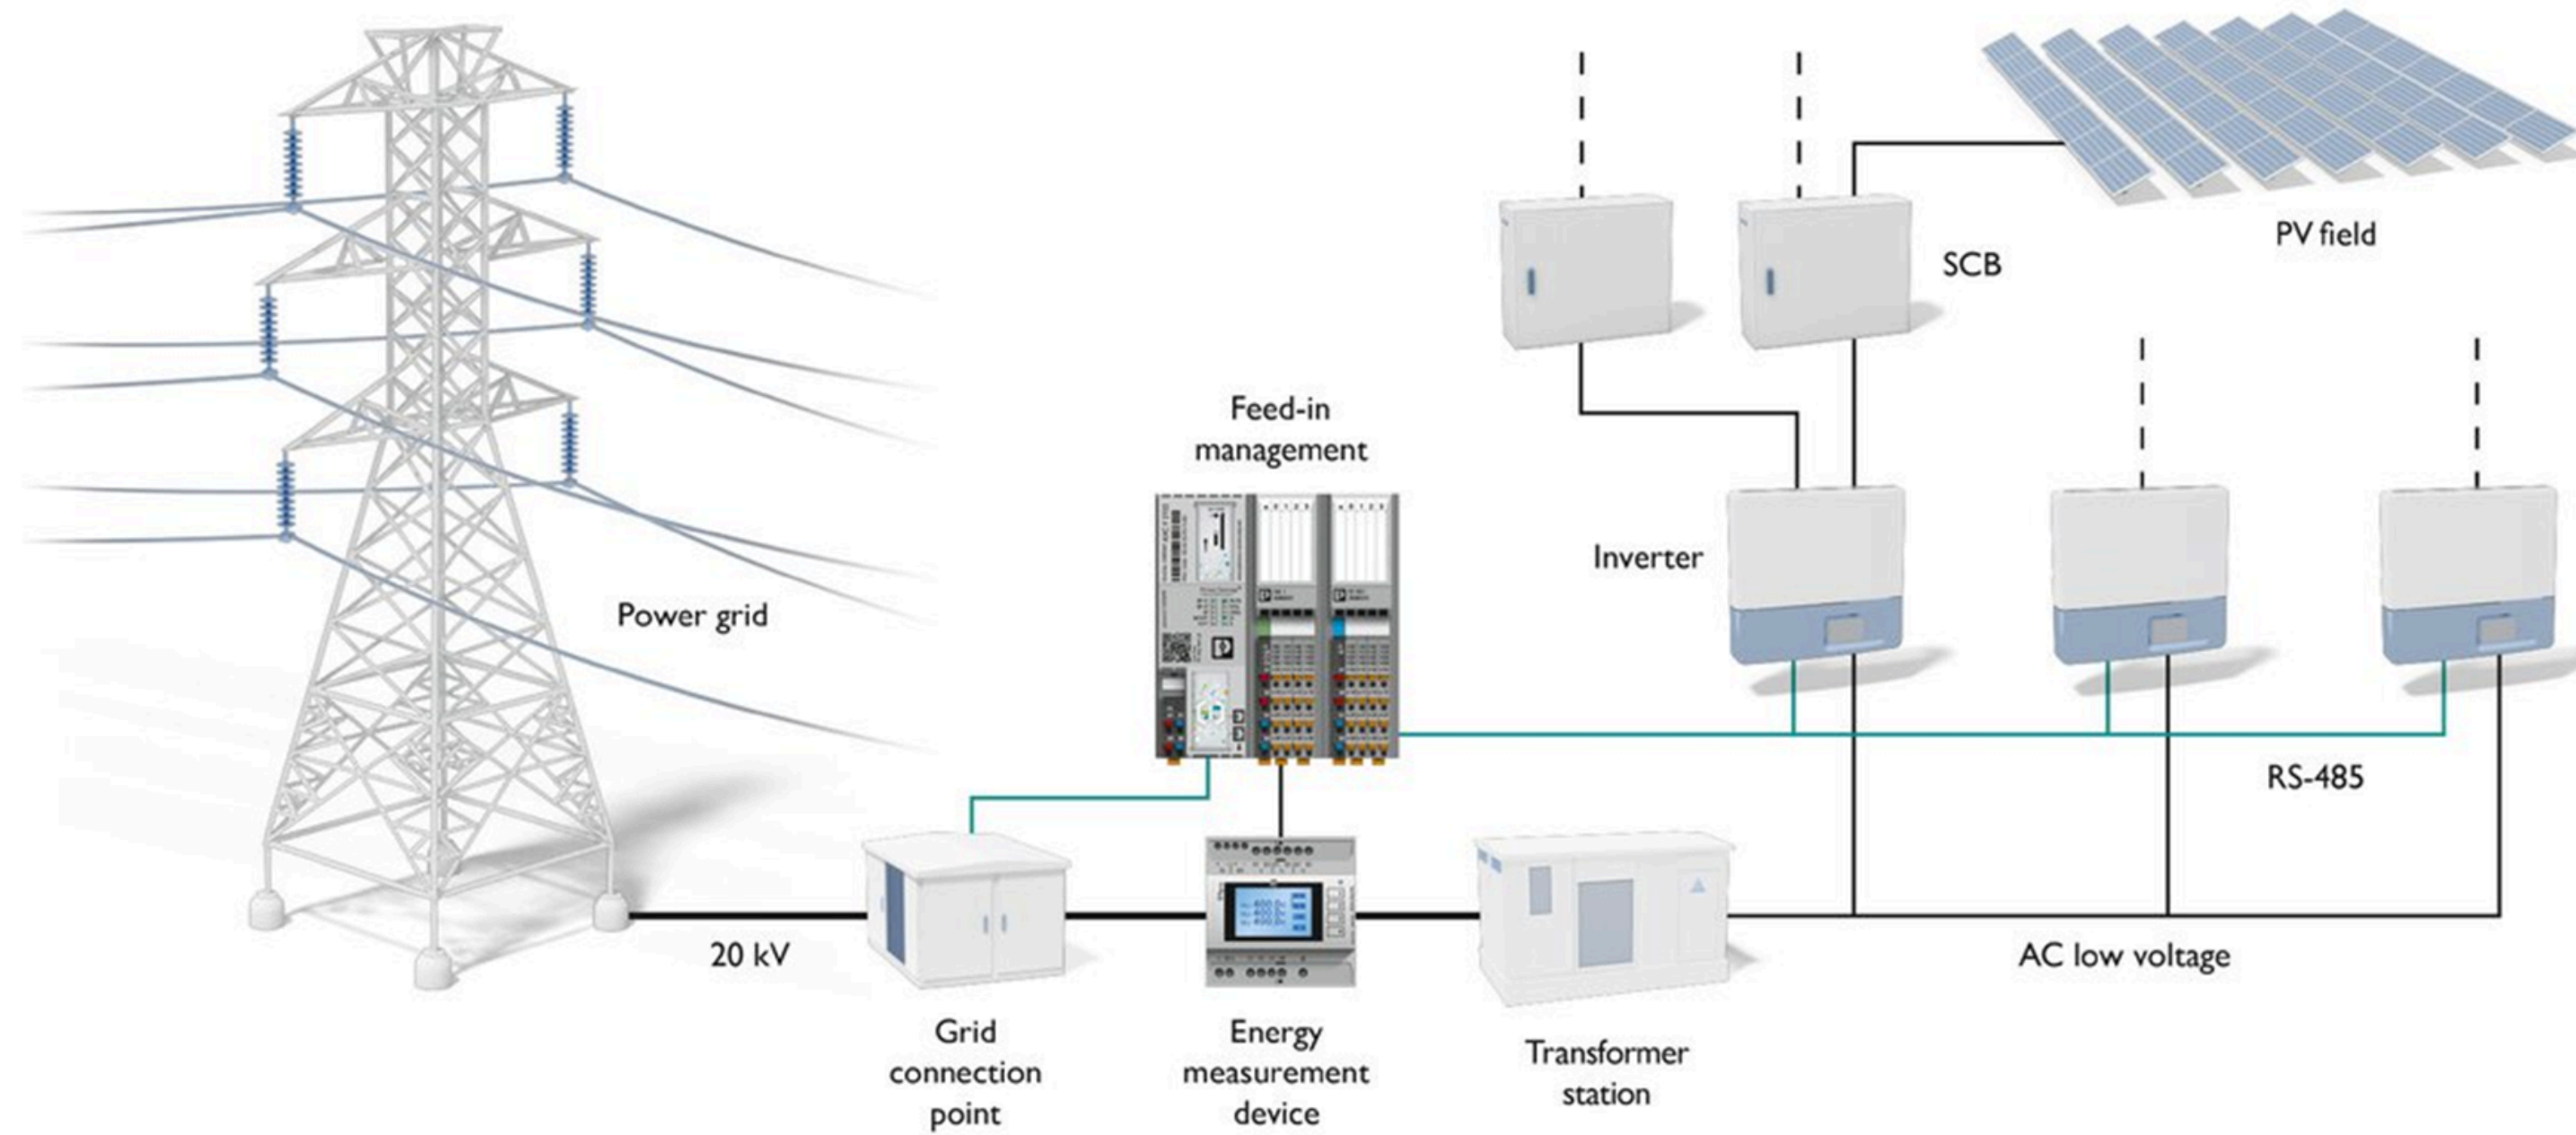 PV field
SCB
Feed-in
management
Inverter
Power grid
RS-485
20 kV
AC low voltage
Grid
connection
point
Energy
measurement
device
Transformer
station